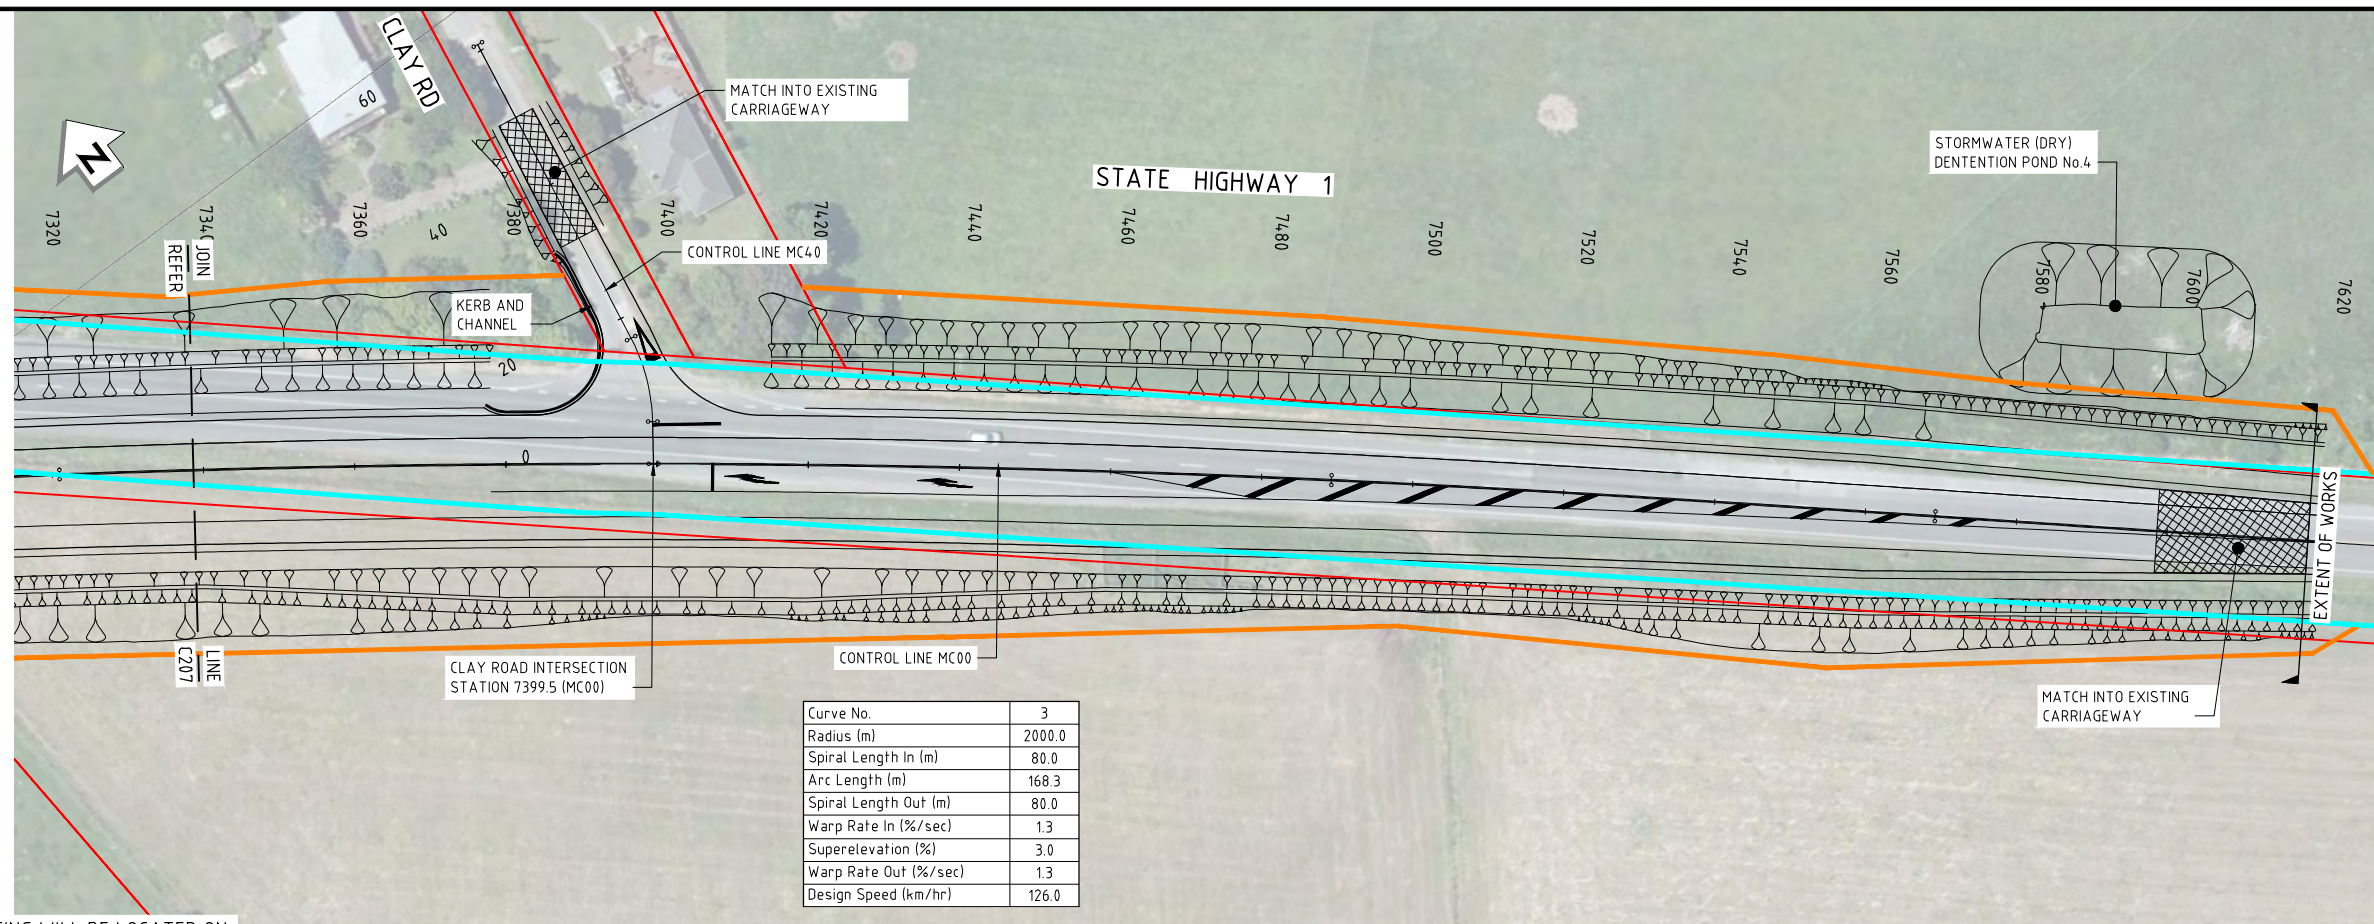 CLAY RD
60
MATCH INTO EXISTING
CARRIAGEWAY
N
STATE HIGHWAY 1
STORMWATER (DRY)
DENTENTION POND No.4
7320
7340
7360
40
7380
7400
7420
7440
7460
7480
7500
7520
7540
7560
7580
7600
7620
JOIN
REFER
CONTROL LINE MC40
KERB AND
CHANNEL
20
0
EXTENT OF WORKS
LINE
C207
CLAY ROAD INTERSECTION
STATION 7399.5 (MC00)
CONTROL LINE MC00
MATCH INTO EXISTING
CARRIAGEWAY
Curve No. 3
Radius (m) 2000.0
Spiral Length In (m) 80.0
Arc Length (m) 168.3
Spiral Length Out (m) 80.0
Warp Rate In (%/sec) 1.3
Superelevation (%) 3.0
Warp Rate Out (%/sec) 1.3
Design Speed (km/hr) 126.0
WILL BE LOCATED ON